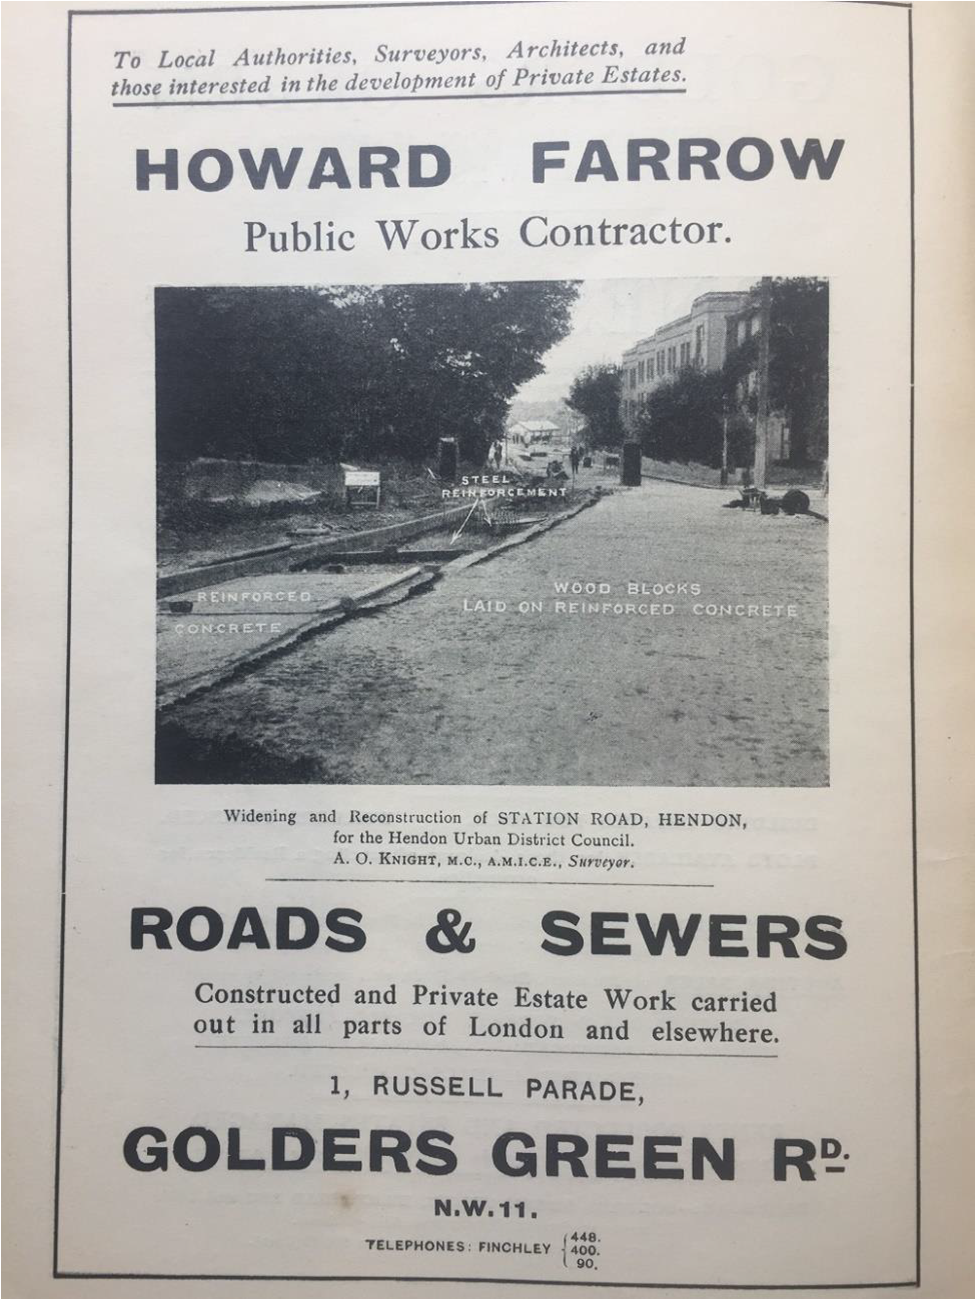 To Local Authorities, Surveyors, Architects, and
those interested in the development of Private Estates.
HOWARD FARROW
Public Works Contractor.
STEEL
REINFORCEMENT
REINFORCED
CONCRETE
WOOD BLOCKS
LAID ON REINFORCED CONCRETE
Widening and Reconstruction of STATION ROAD, HENDON,
for the Hendon Urban District Council.
A. O. KNIGHT, M.C., A.M.I.C.E., Surveyor.
ROADS & SEWERS
Constructed and Private Estate Work carried
out in all parts of London and elsewhere.
1, RUSSELL PARADE,
GOLDERS GREEN RD.
N.W.11.
TELEPHONES: FINCHLEY { 448.
400.
90.